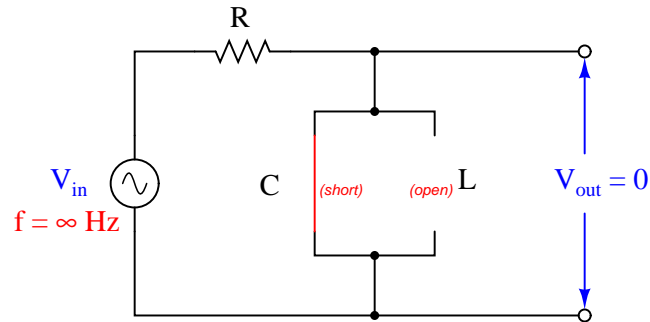 R
V_in
f = ∞ Hz
C
(short)
(open)
L
V_out = 0